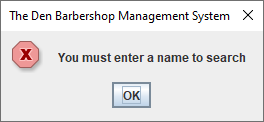 The Den Barbershop Management System
You must enter a name to search
OK